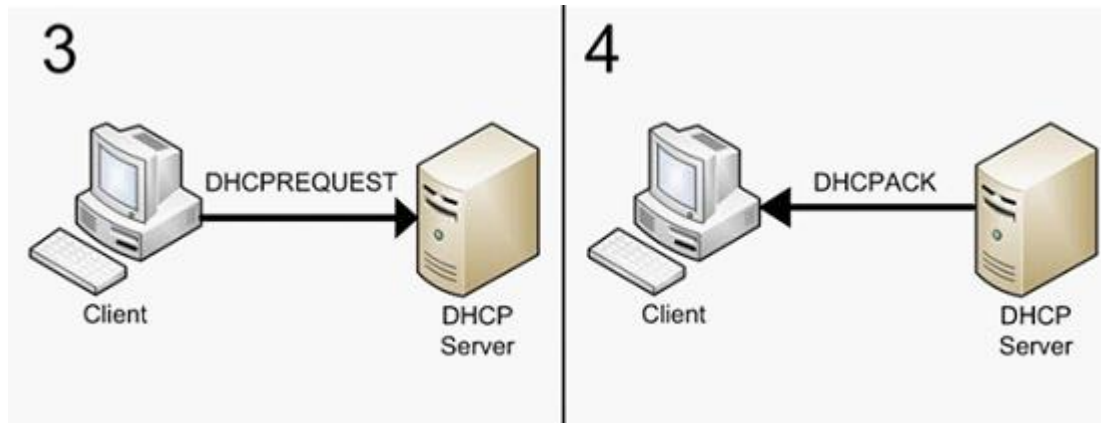 3
DHCPREQUEST
Client
DHCP
Server
4
DHCPACK
Client
DHCP
Server